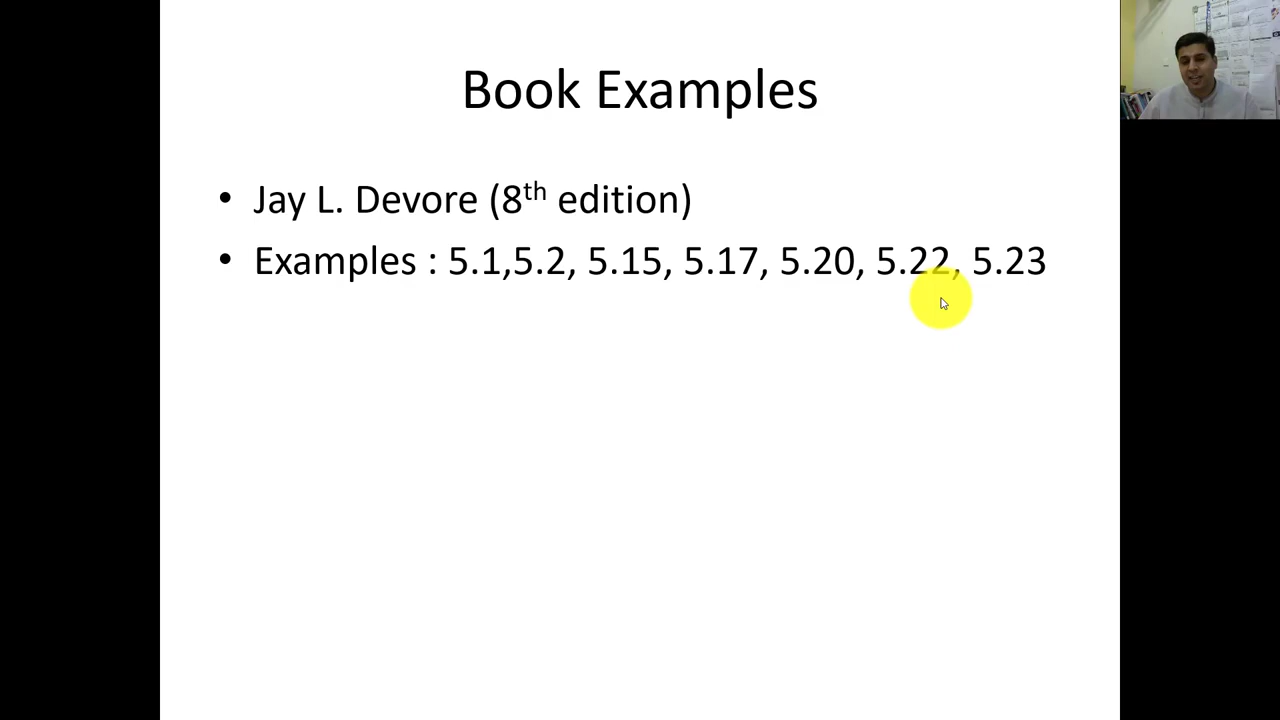 Book Examples
• Jay L. Devore (8th edition)
• Examples : 5.1,5.2, 5.15, 5.17, 5.20, 5.22, 5.23